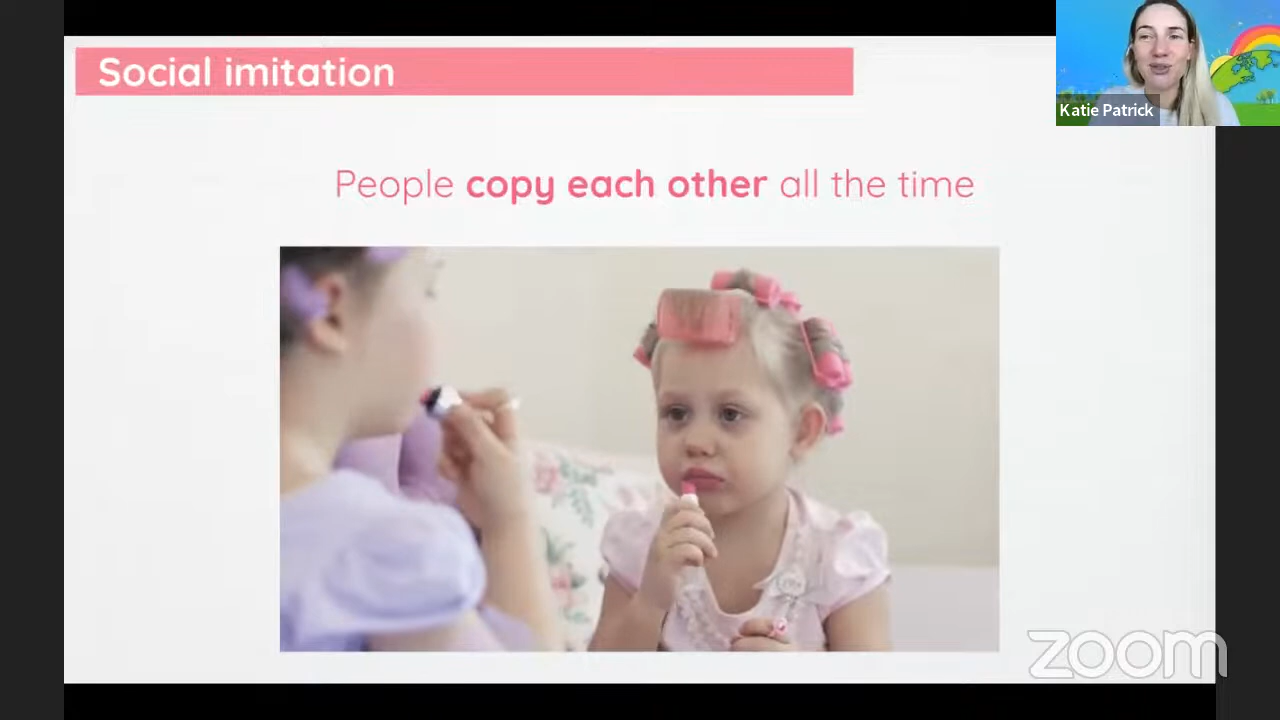 Social imitation
Katie Patrick
People copy each other all the time
zoom